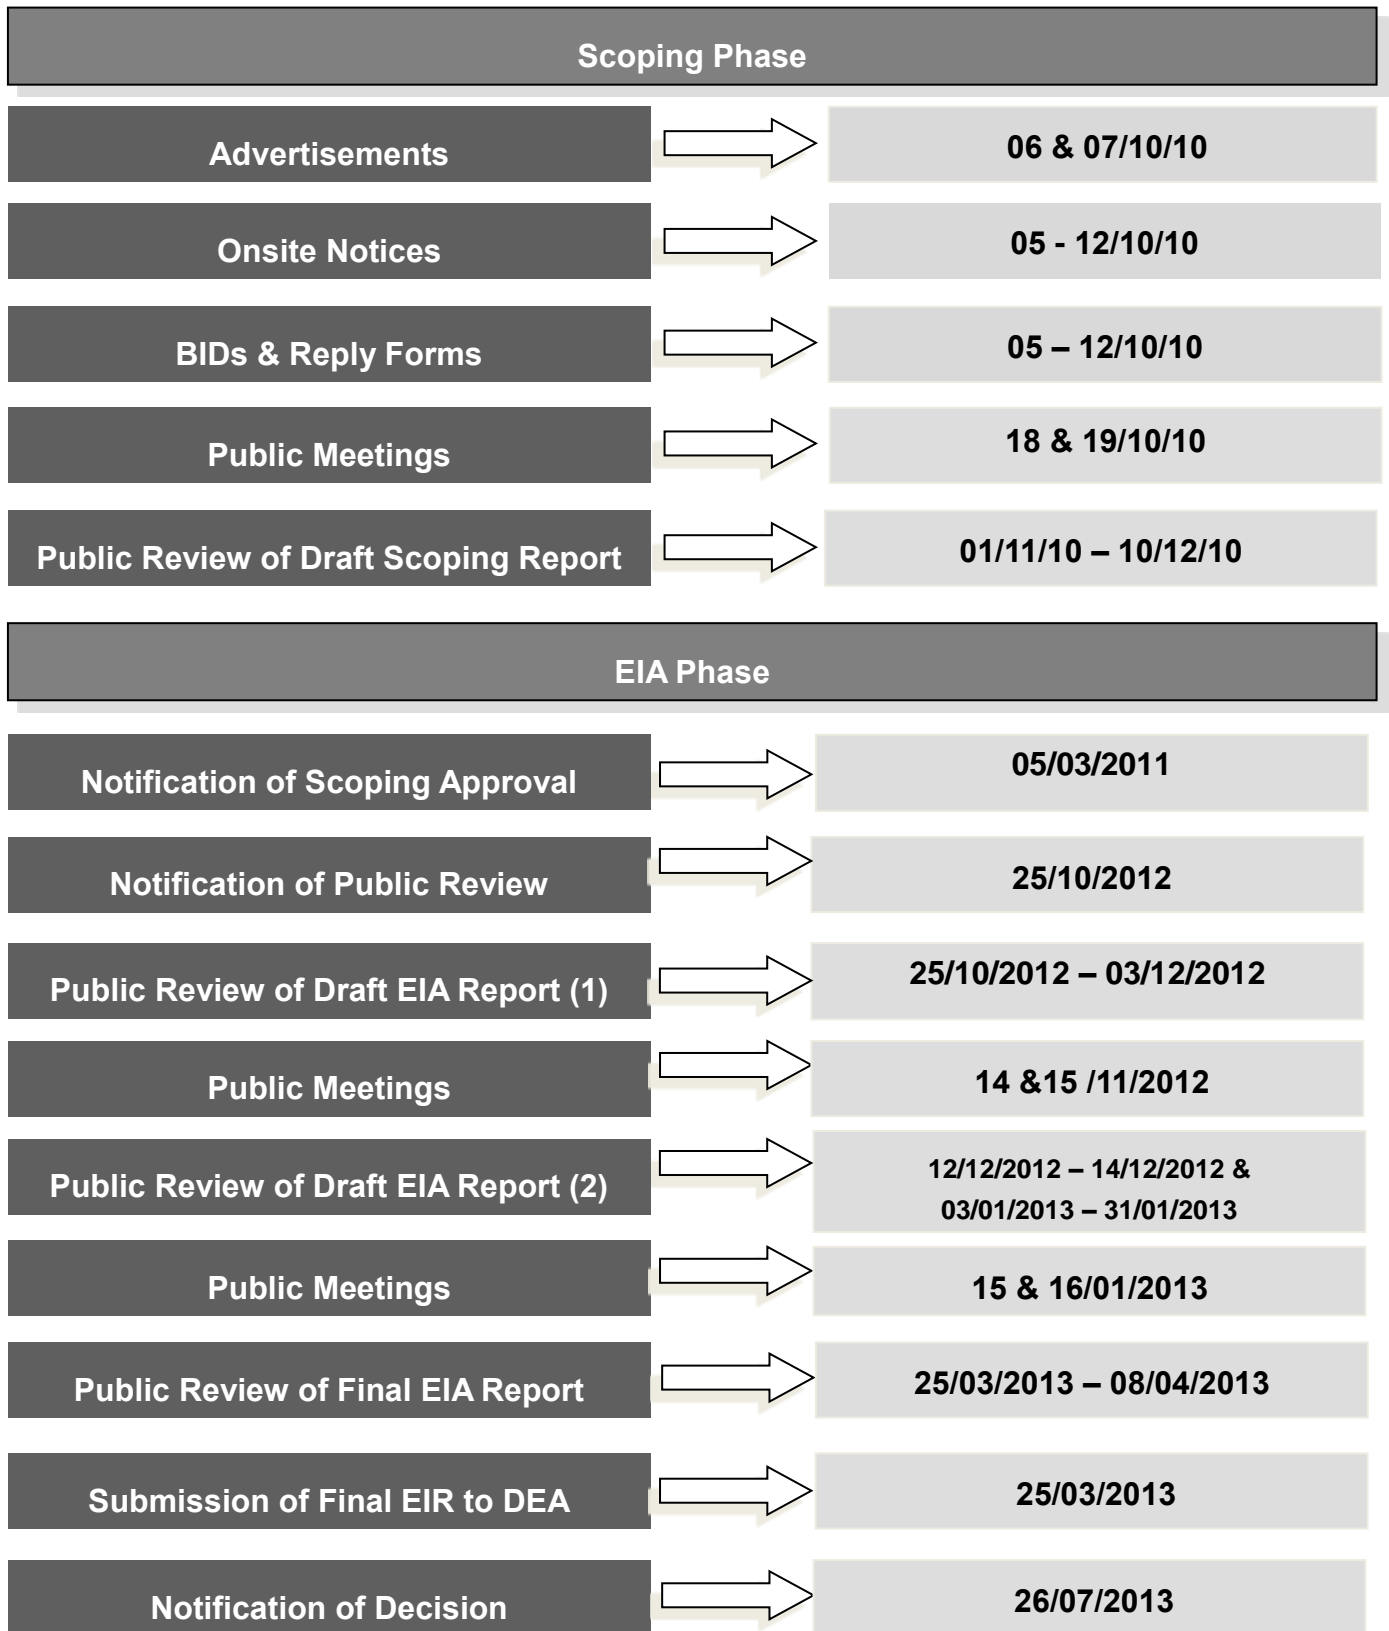 Scoping Phase
Advertisements
06 & 07/10/10
Onsite Notices
05 - 12/10/10
BIDs & Reply Forms
05 – 12/10/10
Public Meetings
18 & 19/10/10
Public Review of Draft Scoping Report
01/11/10 – 10/12/10
EIA Phase
Notification of Scoping Approval
05/03/2011
Notification of Public Review
25/10/2012
Public Review of Draft EIA Report (1)
25/10/2012 – 03/12/2012
Public Meetings
14 &15 /11/2012
Public Review of Draft EIA Report (2)
12/12/2012 – 14/12/2012 &
03/01/2013 – 31/01/2013
Public Meetings
15 & 16/01/2013
Public Review of Final EIA Report
25/03/2013 – 08/04/2013
Submission of Final EIR to DEA
25/03/2013
Notification of Decision
26/07/2013